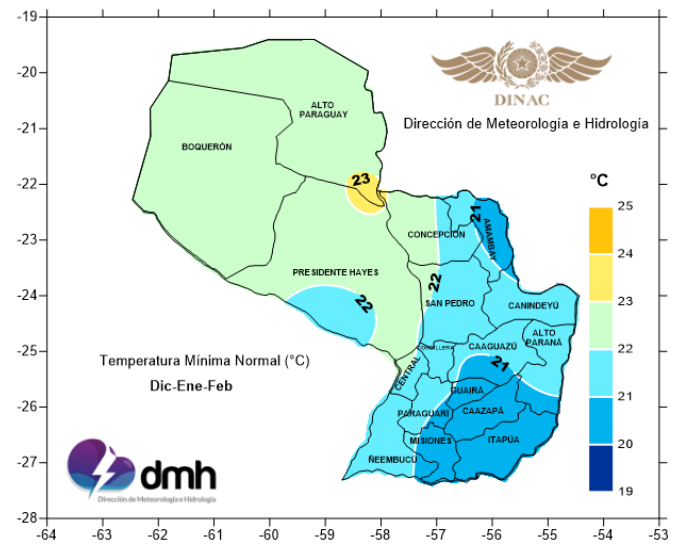 -19
-20
-21
-22
-23
-24
-25
-26
-27
-28
-64
-63
-62
-61
-60
-59
-58
-57
-56
-55
-54
-53
DINAC
Dirección de Meteorología e Hidrología
°C
25
24
23
22
21
20
19
ALTO
PARAGUAY
BOQUERÓN
23
21
AMAMBAY
CONCEPCIÓN
PRESIDENTE HAYES
22
22
SAN PEDRO
CANINDEYÚ
ALTO
PARANÁ
CORDILLERA
CAAGUAZÚ
21
CENTRAL
GUAIRÁ
PARAGUARÍ
CAAZAPÁ
MISIONES
ITAPÚA
ÑEEMBUCÚ
Temperatura Mínima Normal (°C)
Dic-Ene-Feb
dmh
Dirección de Meteorología e Hidrología